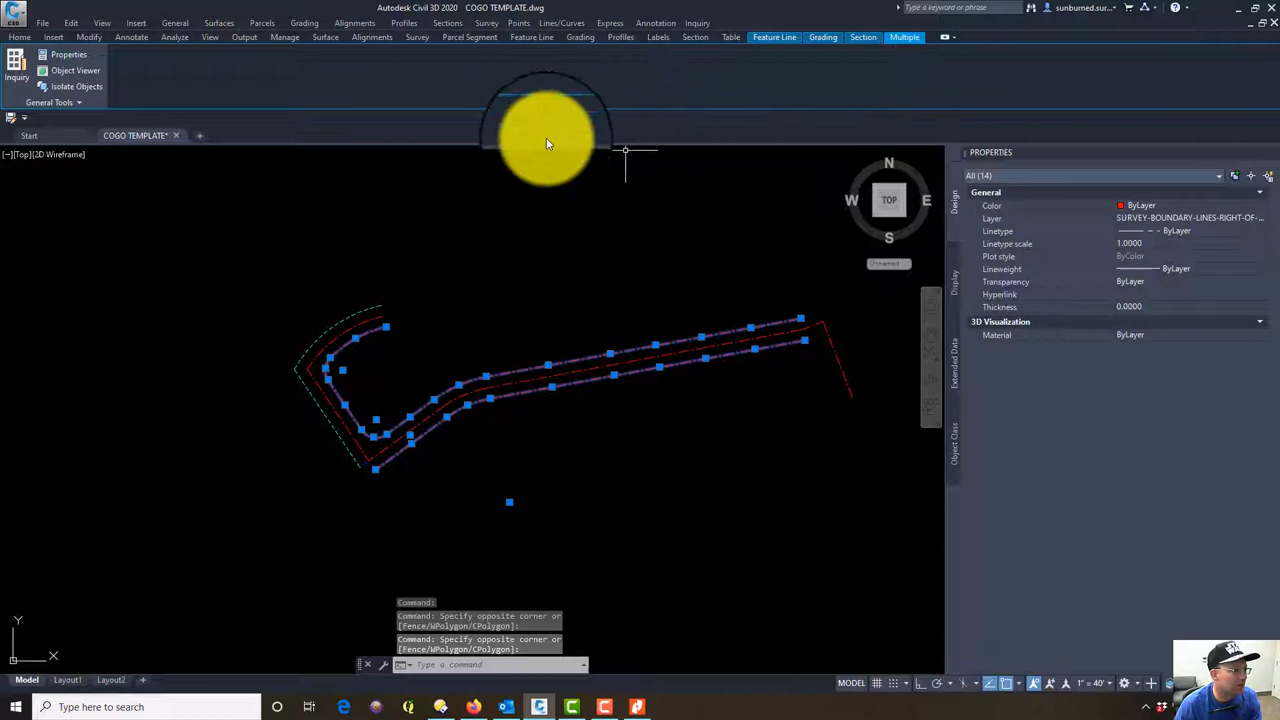 Autodesk Civil 3D 2020 COGO TEMPLATE.dwg
Type a keyword or phrase
sunburned.sur...
C3D
File Edit View Insert General Surfaces Parcels Grading Alignments Profiles Sections Survey Points Lines/Curves Express Annotation Inquiry
Home Insert Annotate Analyze View Output Manage Surface Alignments Survey Parcel Segment Feature Line Grading Profiles Labels Section Table Feature Line Grading Section Multiple
Inquiry
Properties
Object Viewer
Isolate Objects
General Tools
Start COGO TEMPLATE*
[−][Top][2D Wireframe]
N
W TOP E
S
Unnamed
PROPERTIES
All (14)
General
Color ByLayer
Layer SURVEY-BOUNDARY-LINES-RIGHT-OF-...
Linetype ByLayer
Linetype scale 1.0000
Plot style ByColor
Lineweight ByLayer
Transparency ByLayer
Hyperlink
Thickness 0.0000
3D Visualization
Material ByLayer
Design
Display
Extended Data
Object Class
Command:
Command: Specify opposite corner or
[Fence/WPolygon/CPolygon]:
Command: Specify opposite corner or
[Fence/WPolygon/CPolygon]:
Type a command
Y
X
Model Layout1 Layout2
MODEL 1" = 40'
Type here to search